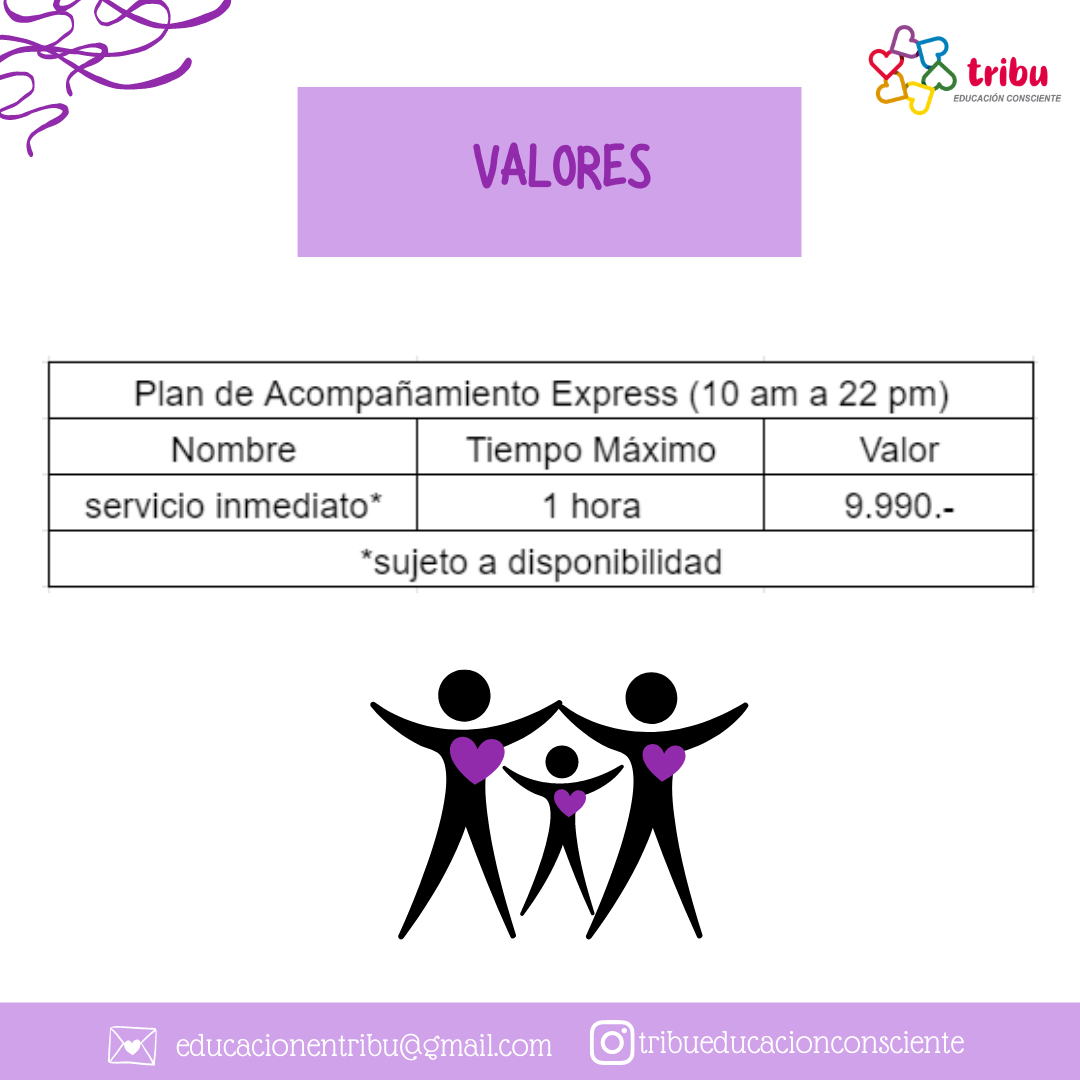 tribu
EDUCACIÓN CONSCIENTE
VALORES
Plan de Acompañamiento Express (10 am a 22 pm)
Nombre Tiempo Máximo Valor
servicio inmediato* 1 hora 9.990.-
*sujeto a disponibilidad
educacionentribu@gmail.com tribueducacionconsciente